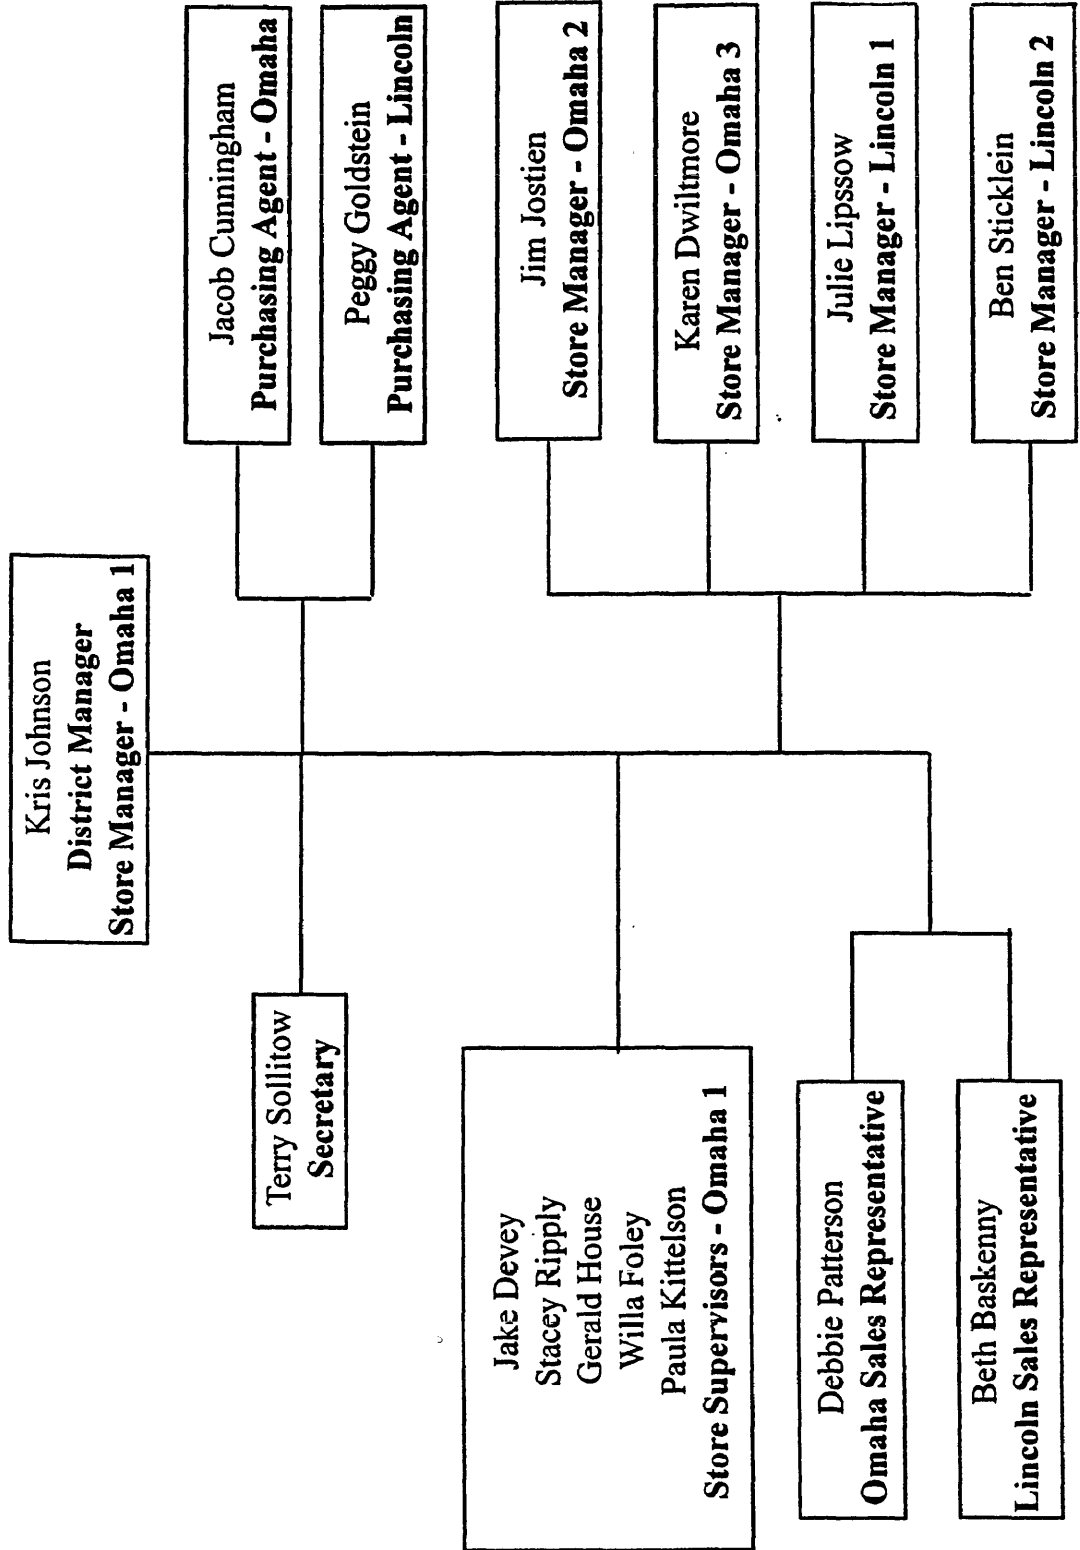 Kris Johnson
District Manager
Store Manager - Omaha 1
Terry Sollitow
Secretary
Jacob Cunningham
Purchasing Agent - Omaha
Peggy Goldstein
Purchasing Agent - Lincoln
Jake Devey
Stacey Ripply
Gerald House
Willa Foley
Paula Kittelson
Store Supervisors - Omaha 1
Jim Jostien
Store Manager - Omaha 2
Karen Dwiltmore
Store Manager - Omaha 3
Julie Lipssow
Store Manager - Lincoln 1
Ben Sticklein
Store Manager - Lincoln 2
Debbie Patterson
Omaha Sales Representative
Beth Baskenny
Lincoln Sales Representative